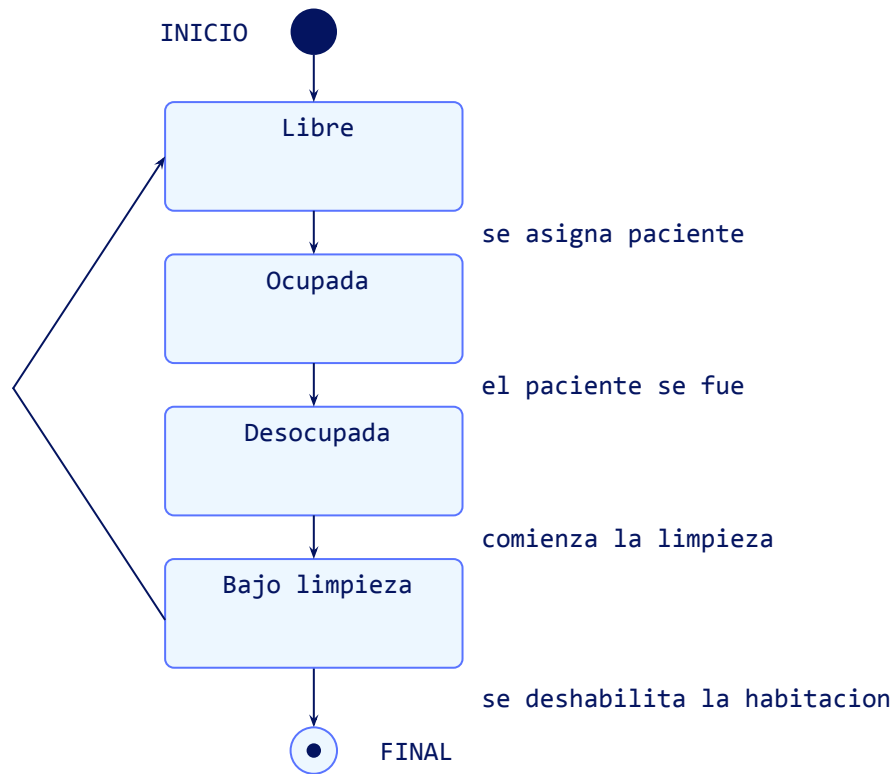 INICIO
Libre
se asigna paciente
Ocupada
el paciente se fue
Desocupada
comienza la limpieza
Bajo limpieza
se deshabilita la habitacion
FINAL